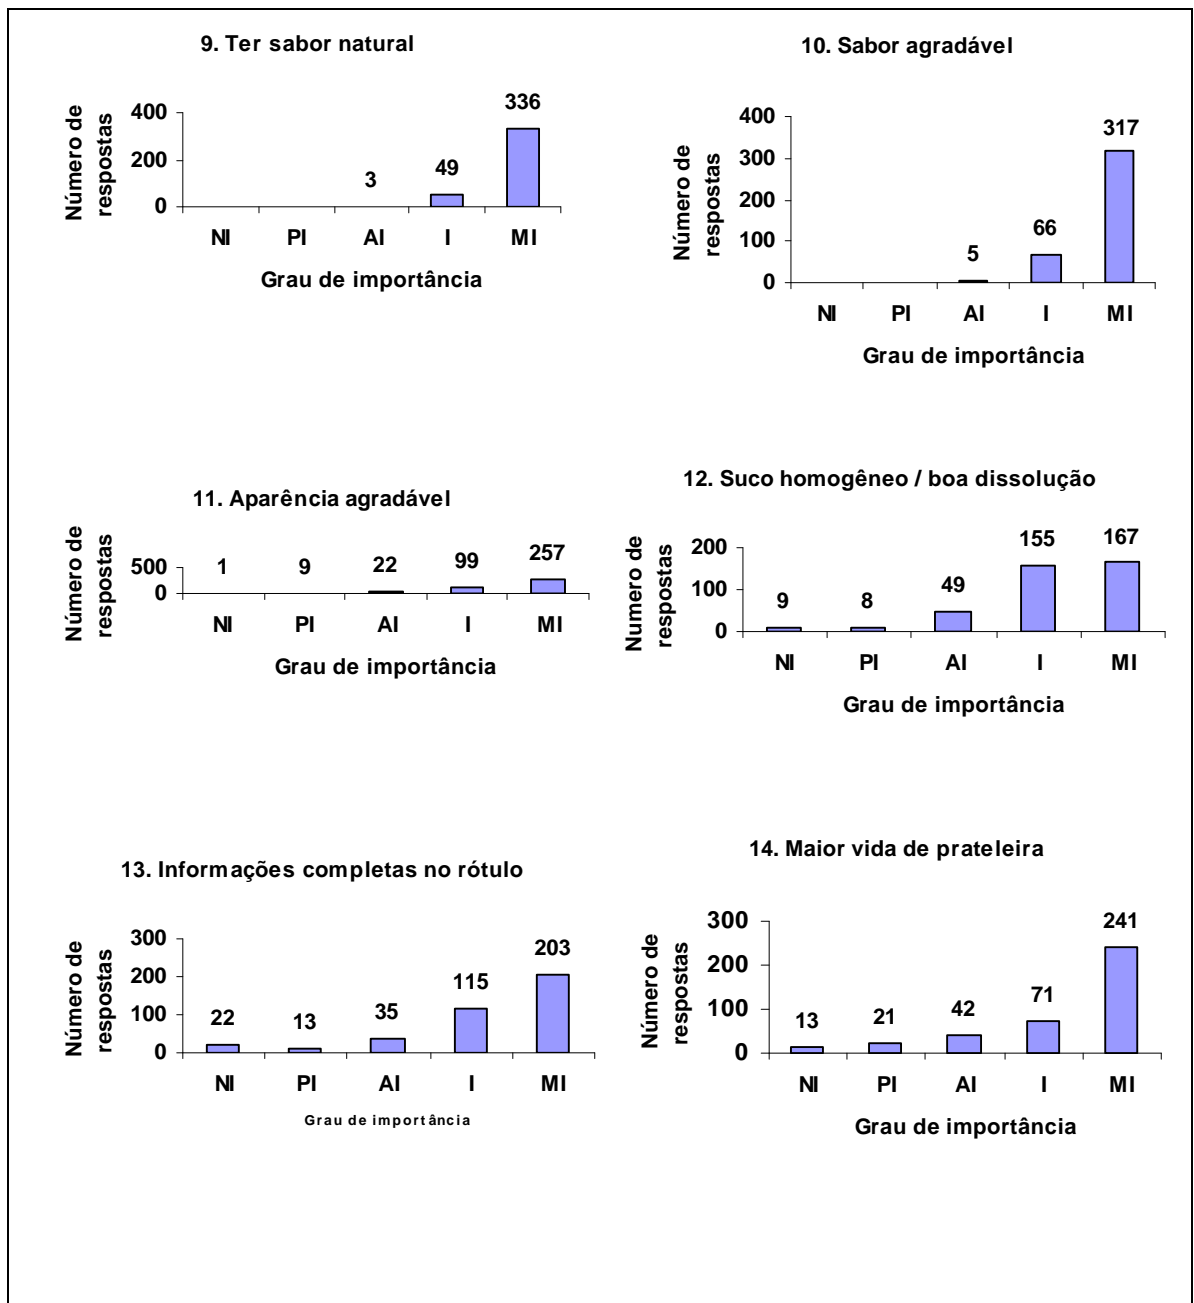 9. Ter sabor natural
Número de
respostas
400
200
0
3
49
336
NI PI AI I MI
Grau de importância
10. Sabor agradável
Número de
respostas
400
300
200
100
0
5
66
317
NI PI AI I MI
Grau de importância
11. Aparência agradável
Número de
respostas
500
0
1
9
22
99
257
NI PI AI I MI
Grau de importância
12. Suco homogêneo / boa dissolução
Numero de
respostas
200
100
0
9
8
49
155
167
NI PI AI I MI
Grau de importância
13. Informações completas no rótulo
Número de
respostas
300
200
100
0
22
13
35
115
203
NI PI AI I MI
Grau de importância
14. Maior vida de prateleira
Número de
respostas
300
200
100
0
13
21
42
71
241
NI PI AI I MI
Grau de importância